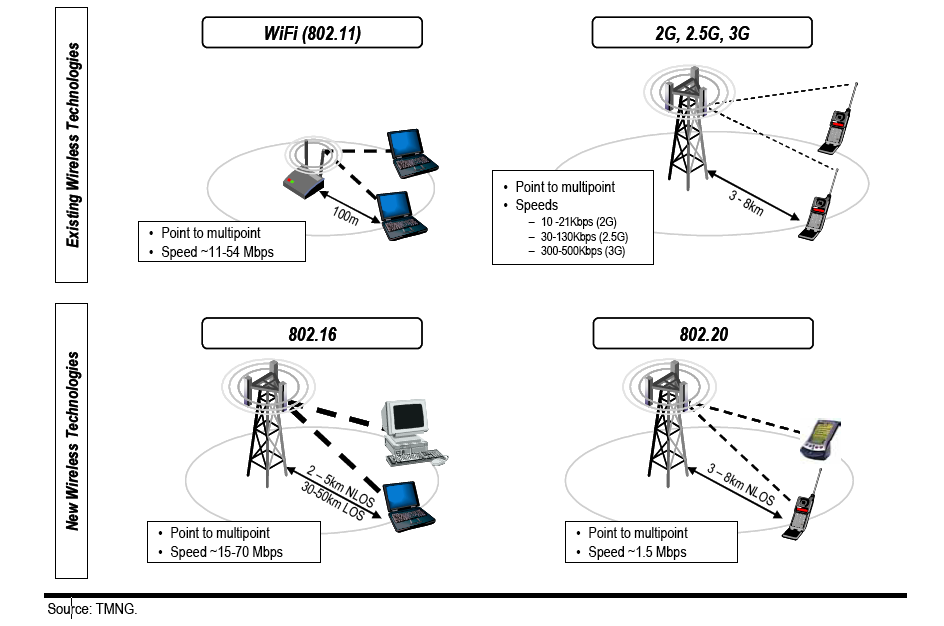 Existing Wireless Technologies
WiFi (802.11)
100m
• Point to multipoint
• Speed ~11-54 Mbps
2G, 2.5G, 3G
3 - 8km
• Point to multipoint
• Speeds
– 10 -21Kbps (2G)
– 30-130Kbps (2.5G)
– 300-500Kbps (3G)
New Wireless Technologies
802.16
2 – 5km NLOS
30-50km LOS
• Point to multipoint
• Speed ~15-70 Mbps
802.20
3 – 8km NLOS
• Point to multipoint
• Speed ~1.5 Mbps
Source: TMNG.